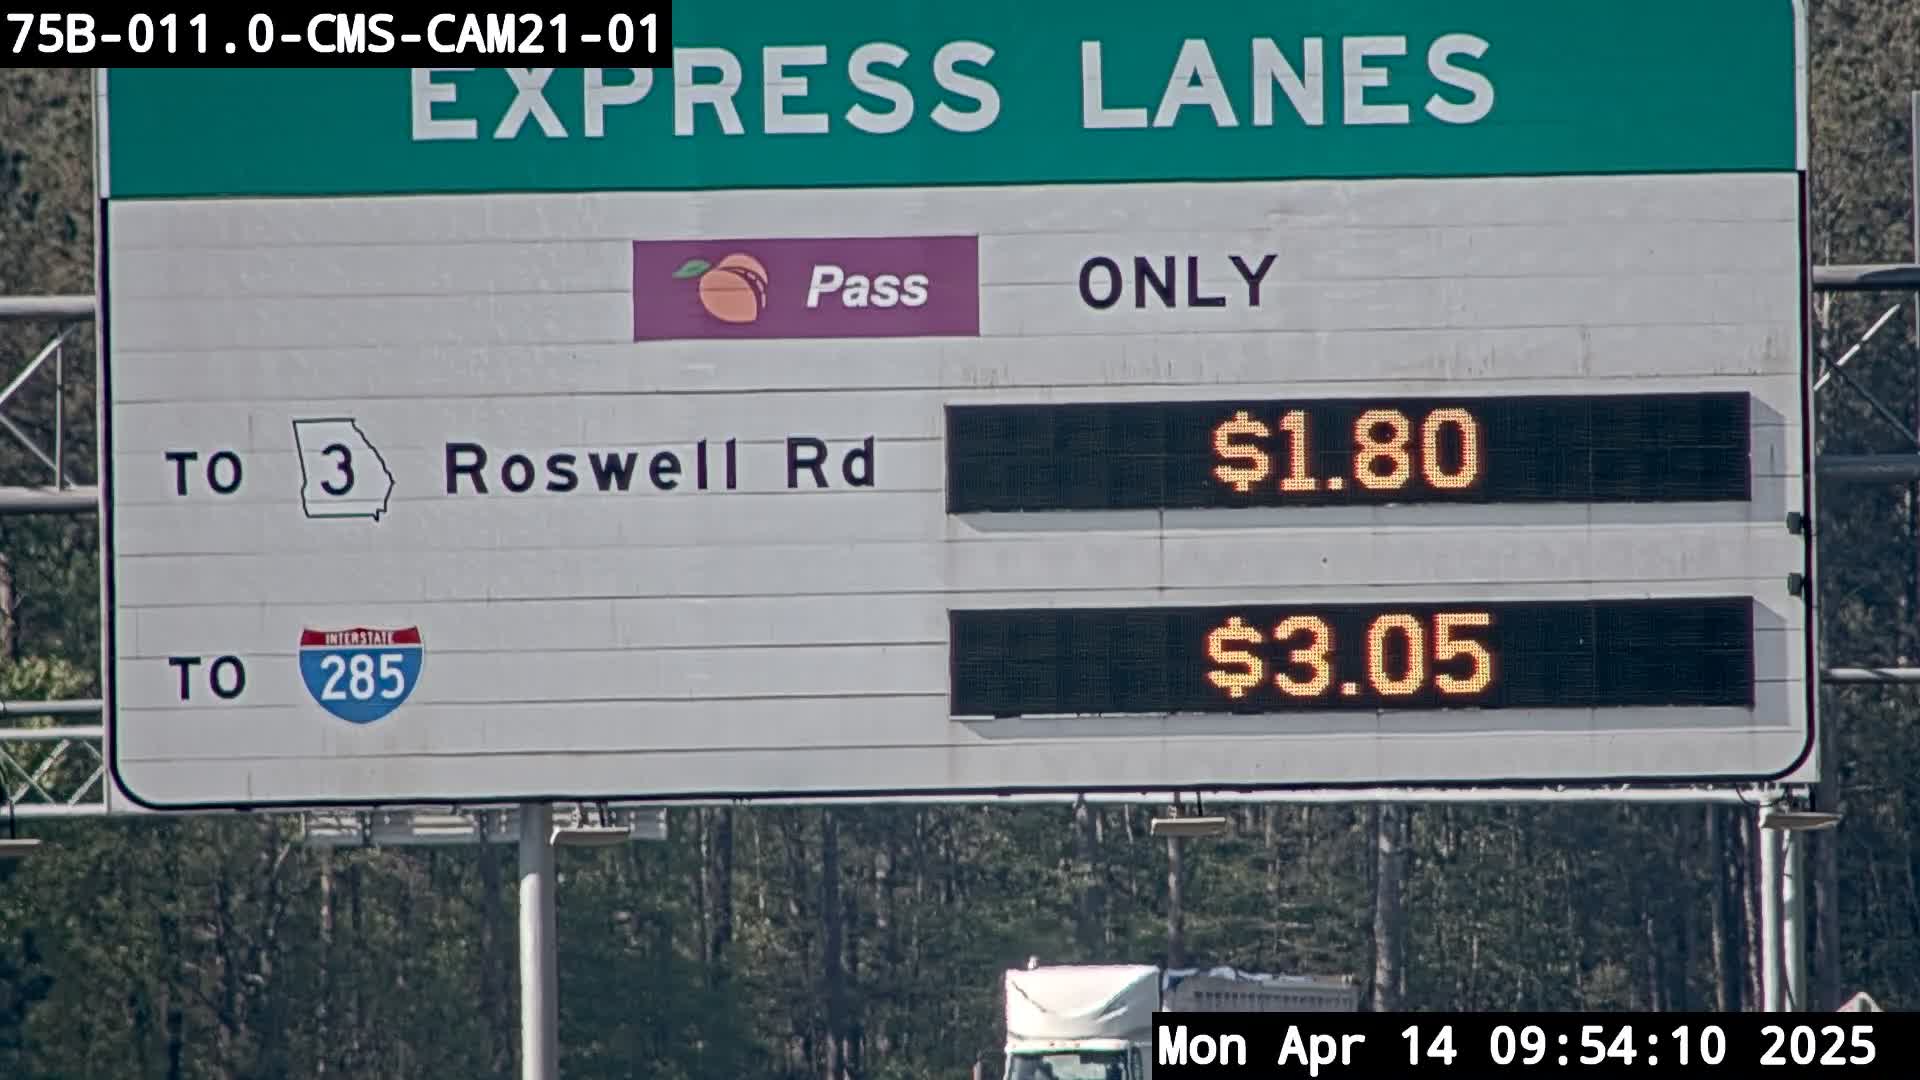 75B-011.0-CMS-CAM21-01
EXPRESS LANES
Pass ONLY
TO 3 Roswell Rd $1.80
INTERSTATE
TO 285 $3.05
Mon Apr 14 09:54:10 2025